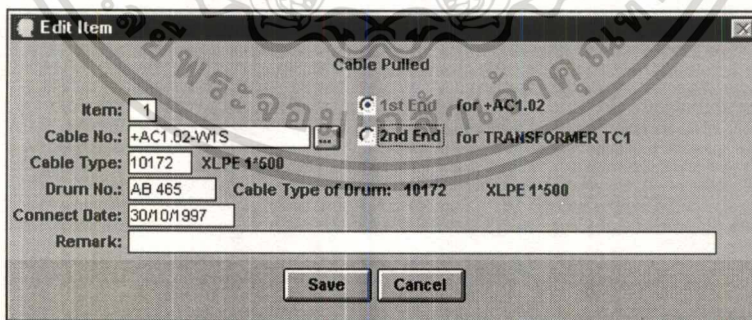 Edit Item
Cable Pulled
Item: 1
1st End for +AC1.02
Cable No.: +AC1.02-W1S ...
2nd End for TRANSFORMER TC1
Cable Type: 10172 XLPE 1*500
Drum No.: AB 465 Cable Type of Drum: 10172 XLPE 1*500
Connect Date: 30/10/1997
Remark:
Save Cancel